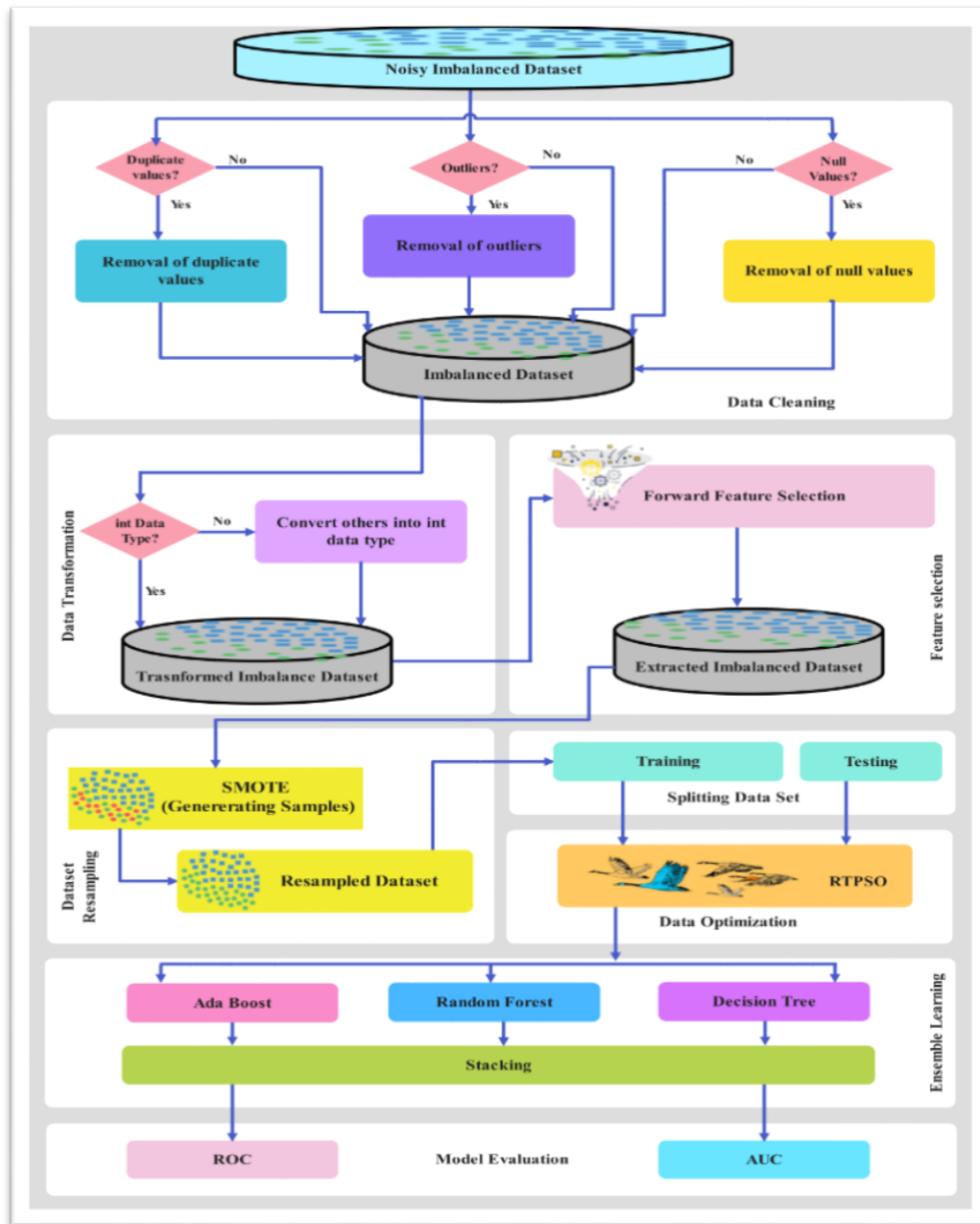 Noisy Imbalanced Dataset
Duplicate
values?
No
Yes
Outliers?
No
Yes
Null
Values?
No
Yes
Removal of duplicate
values
Removal of outliers
Removal of null values
Imbalanced Dataset
Data Cleaning
int Data
Type?
No
Yes
Convert others into int
data type
Trasnformed Imbalance Dataset
Data Transformation
Forward Feature Selection
Extracted Imbalanced Dataset
Feature selection
SMOTE
(Genererating Samples)
Resampled Dataset
Dataset
Resampling
Training
Testing
Splitting Data Set
RTPSO
Data Optimization
Ada Boost
Random Forest
Decision Tree
Stacking
Ensemble Learning
ROC
Model Evaluation
AUC